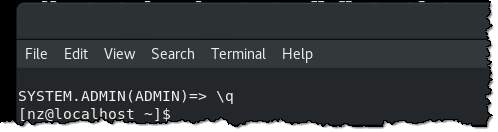 File Edit View Search Terminal Help
SYSTEM.ADMIN(ADMIN)=> \q
[nz@localhost ~]$